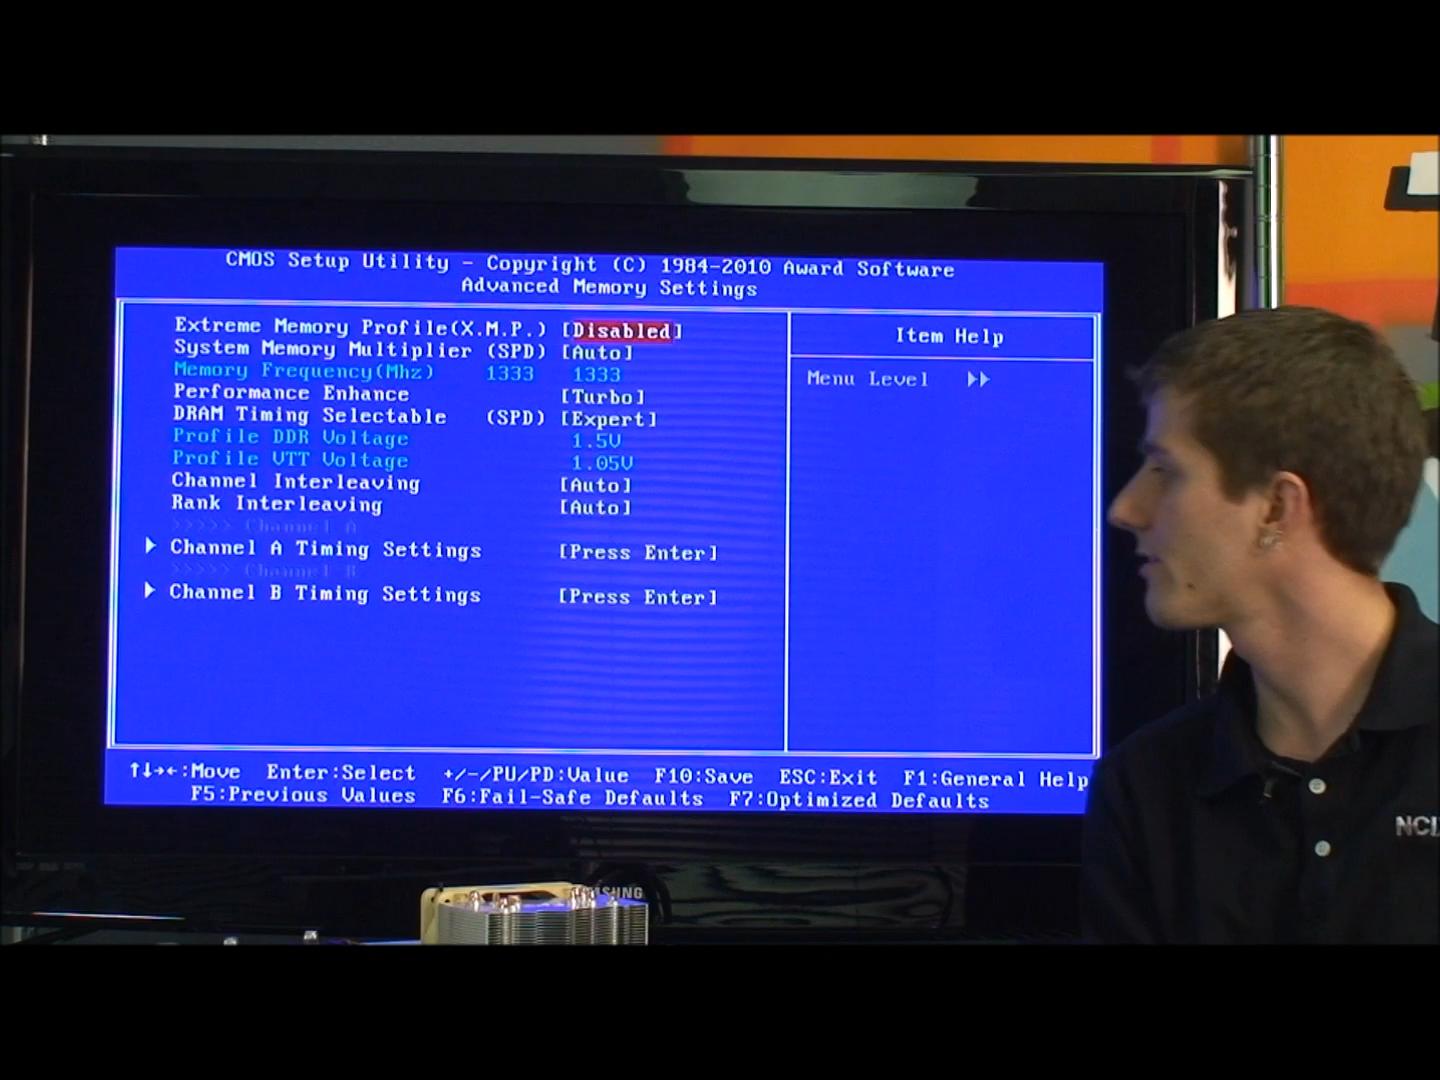 CMOS Setup Utility - Copyright (C) 1984-2010 Award Software
Advanced Memory Settings
Extreme Memory Profile(X.M.P.) [Disabled]
System Memory Multiplier (SPD) [Auto]
Memory Frequency(Mhz) 1333 1333
Performance Enhance [Turbo]
DRAM Timing Selectable (SPD) [Expert]
Profile DDR Voltage 1.5V
Profile VTT Voltage 1.05V
Channel Interleaving [Auto]
Rank Interleaving [Auto]
>>>>> Channel A
▶ Channel A Timing Settings [Press Enter]
>>>>> Channel B
▶ Channel B Timing Settings [Press Enter]
Item Help
Menu Level ▶▶
↑↓→←:Move Enter:Select +/-/PU/PD:Value F10:Save ESC:Exit F1:General Help
F5:Previous Values F6:Fail-Safe Defaults F7:Optimized Defaults
SAMSUNG